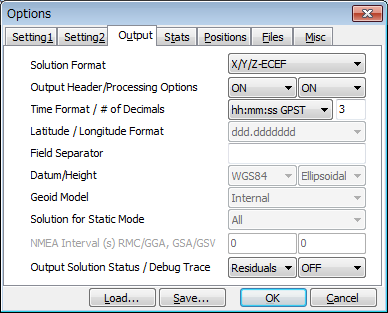 Options
Setting1 Setting2 Output Stats Positions Files Misc
Solution Format X/Y/Z-ECEF
Output Header/Processing Options ON ON
Time Format / # of Decimals hh:mm:ss GPST 3
Latitude / Longitude Format ddd.ddddddd
Field Separator
Datum/Height WGS84 Ellipsoidal
Geoid Model Internal
Solution for Static Mode All
NMEA Interval (s) RMC/GGA, GSA/GSV 0 0
Output Solution Status / Debug Trace Residuals OFF
Load... Save... OK Cancel